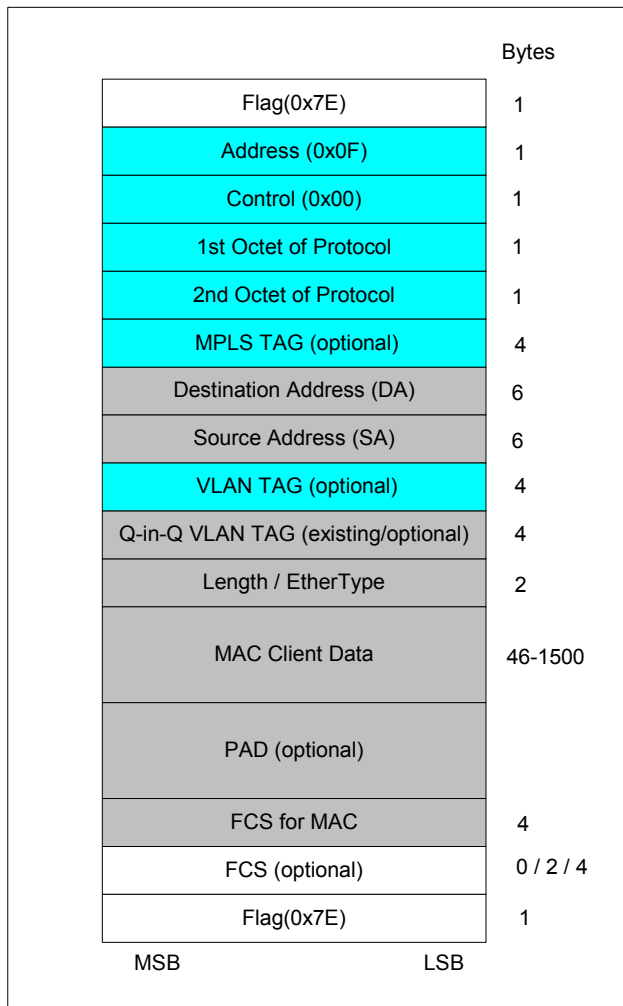 Bytes
Flag(0x7E) 1
Address (0x0F) 1
Control (0x00) 1
1st Octet of Protocol 1
2nd Octet of Protocol 1
MPLS TAG (optional) 4
Destination Address (DA) 6
Source Address (SA) 6
VLAN TAG (optional) 4
Q-in-Q VLAN TAG (existing/optional) 4
Length / EtherType 2
MAC Client Data 46-1500
PAD (optional)
FCS for MAC 4
FCS (optional) 0 / 2 / 4
Flag(0x7E) 1
MSB LSB